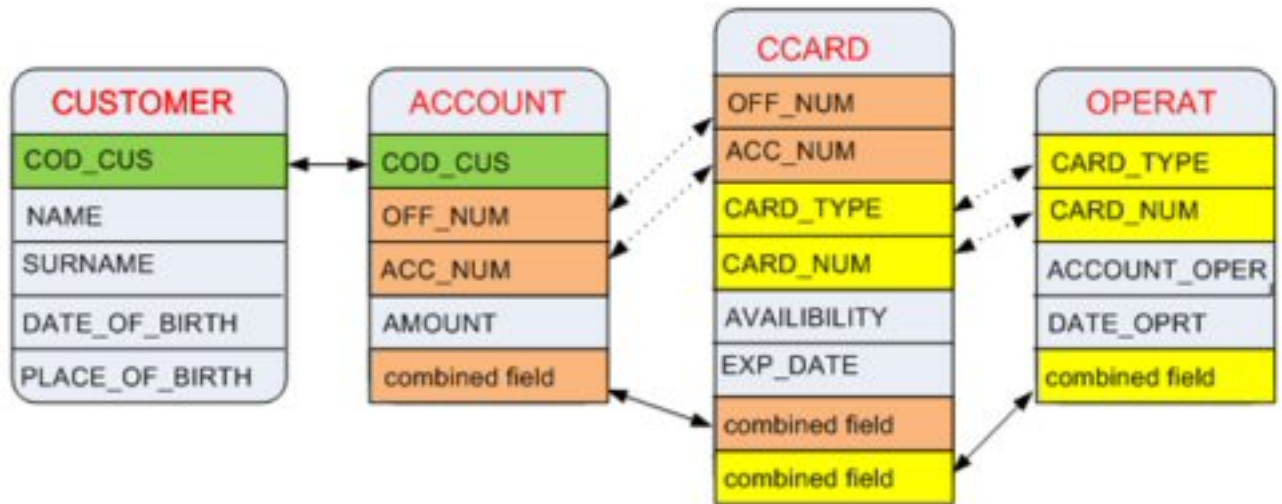 CUSTOMER
COD_CUS
NAME
SURNAME
DATE_OF_BIRTH
PLACE_OF_BIRTH
ACCOUNT
COD_CUS
OFF_NUM
ACC_NUM
AMOUNT
combined field
CCARD
OFF_NUM
ACC_NUM
CARD_TYPE
CARD_NUM
AVAILIBILITY
EXP_DATE
combined field
combined field
OPERAT
CARD_TYPE
CARD_NUM
ACCOUNT_OPER
DATE_OPRT
combined field